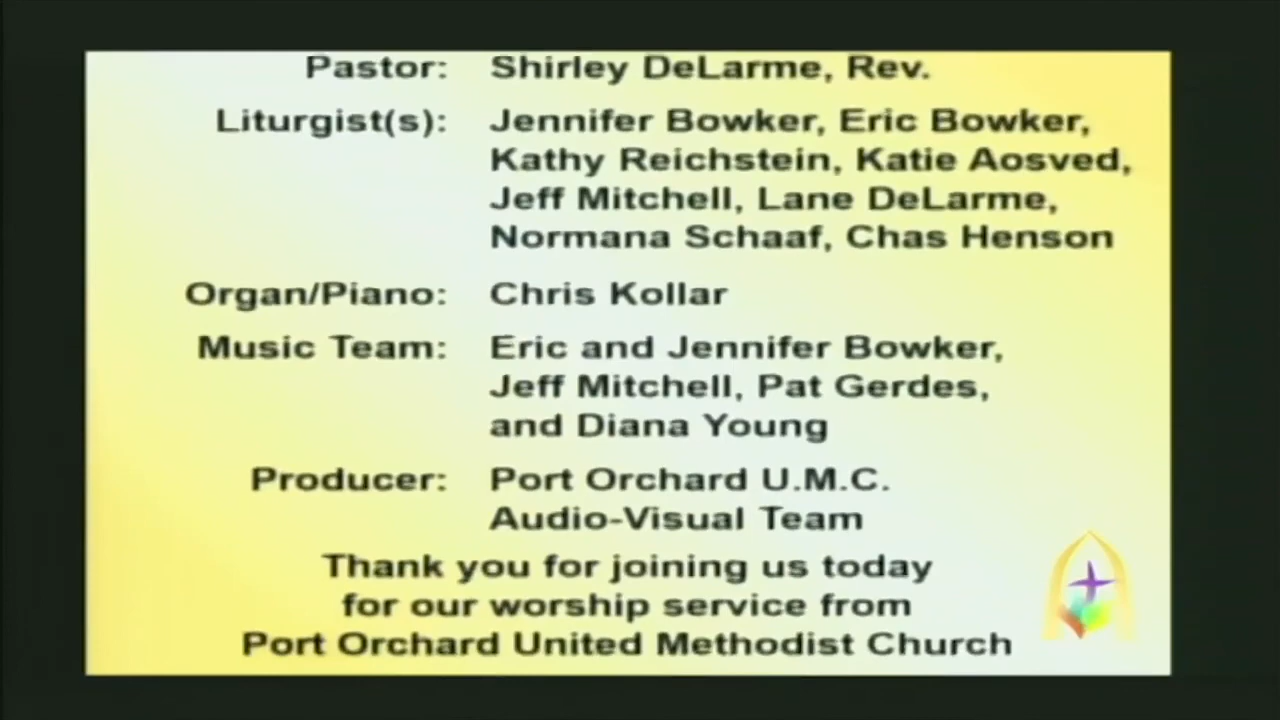 Pastor: Shirley DeLarme, Rev.
Liturgist(s): Jennifer Bowker, Eric Bowker,
Kathy Reichstein, Katie Aosved,
Jeff Mitchell, Lane DeLarme,
Normana Schaaf, Chas Henson
Organ/Piano: Chris Kollar
Music Team: Eric and Jennifer Bowker,
Jeff Mitchell, Pat Gerdes,
and Diana Young
Producer: Port Orchard U.M.C.
Audio-Visual Team
Thank you for joining us today
for our worship service from
Port Orchard United Methodist Church